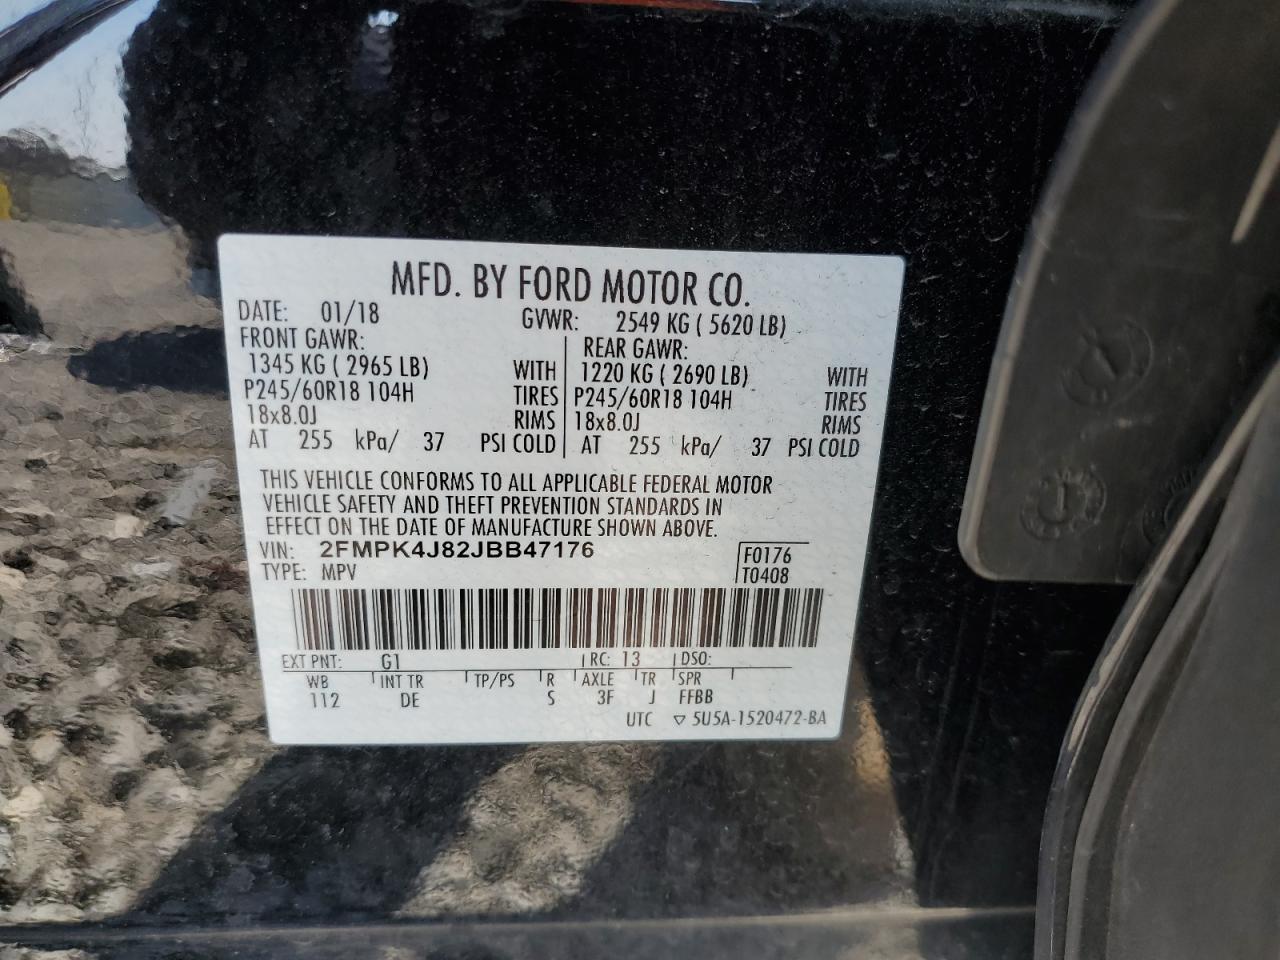 MFD. BY FORD MOTOR CO.
DATE: 01/18 GVWR: 2549 KG ( 5620 LB)
FRONT GAWR: REAR GAWR:
1345 KG ( 2965 LB) WITH 1220 KG ( 2690 LB) WITH
P245/60R18 104H TIRES P245/60R18 104H TIRES
18x8.0J RIMS 18x8.0J RIMS
AT 255 kPa/ 37 PSI COLD AT 255 kPa/ 37 PSI COLD
THIS VEHICLE CONFORMS TO ALL APPLICABLE FEDERAL MOTOR
VEHICLE SAFETY AND THEFT PREVENTION STANDARDS IN
EFFECT ON THE DATE OF MANUFACTURE SHOWN ABOVE.
VIN: 2FMPK4J82JBB47176 F0176
TYPE: MPV T0408
EXT PNT: G1 RC: 13 DSO:
WB INT TR TP/PS R AXLE TR SPR
112 DE S 3F J FFBB
UTC ▽ 5U5A-1520472-BA